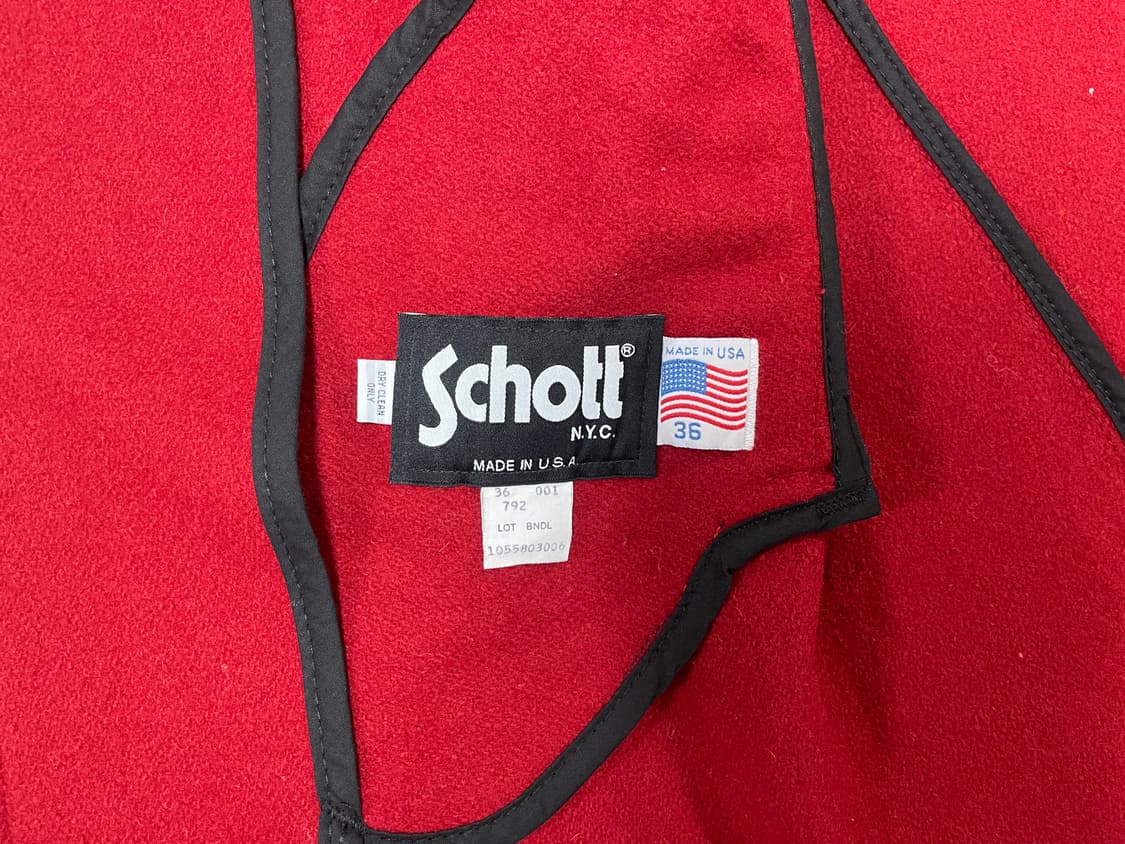 DRY CLEAN
ONLY
Schott®
N.Y.C.
MADE IN U.S.A.
MADE IN USA
36
36 001
792
LOT BNDL
1055803006